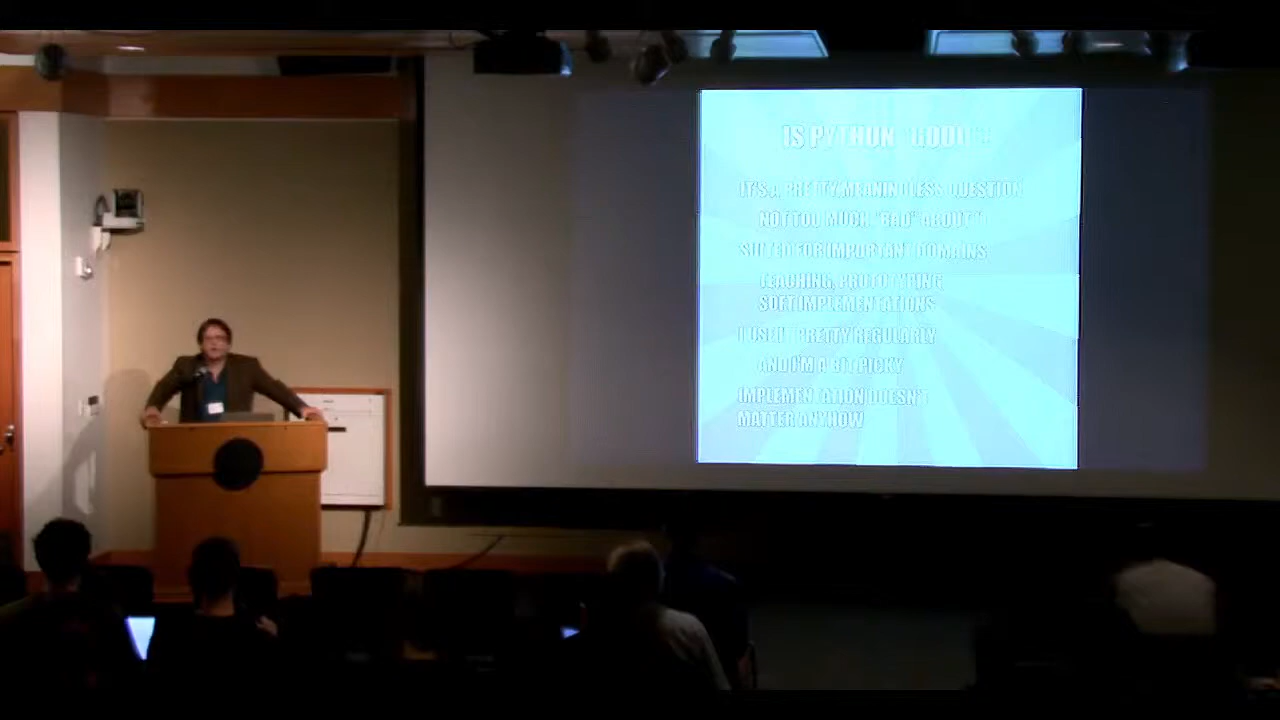 IS PYTHON "GOOD"?
IT'S A PRETTY MEANINGLESS QUESTION
NOT TOO MUCH "BAD" ABOUT IT
SUITED FOR IMPORTANT DOMAINS
TEACHING, PROTOTYPING,
SOFT IMPLEMENTATIONS
I USE IT PRETTY REGULARLY
AND I'M A BIT PICKY
IMPLEMENTATION DOESN'T
MATTER ANYHOW